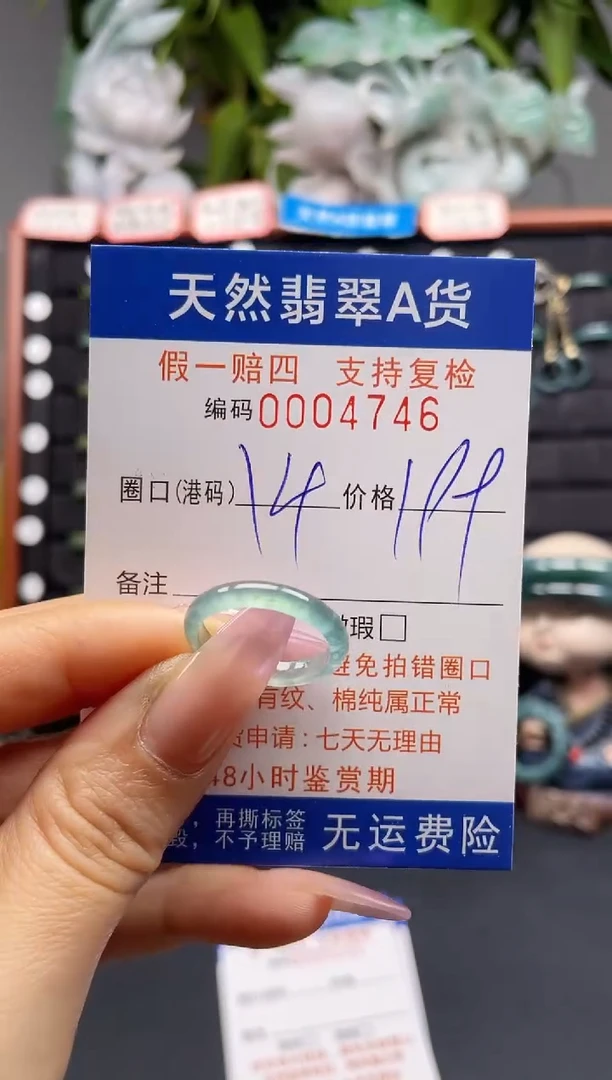 天然翡翠A货
假一赔四 支持复检
编码0004746
圈口(港码) 14 价格 199
备注
瑕□
避免拍错圈口
有纹、棉纯属正常
申请：七天无理由
48小时鉴赏期
，再撕标签
毁，不予理赔
无运费险